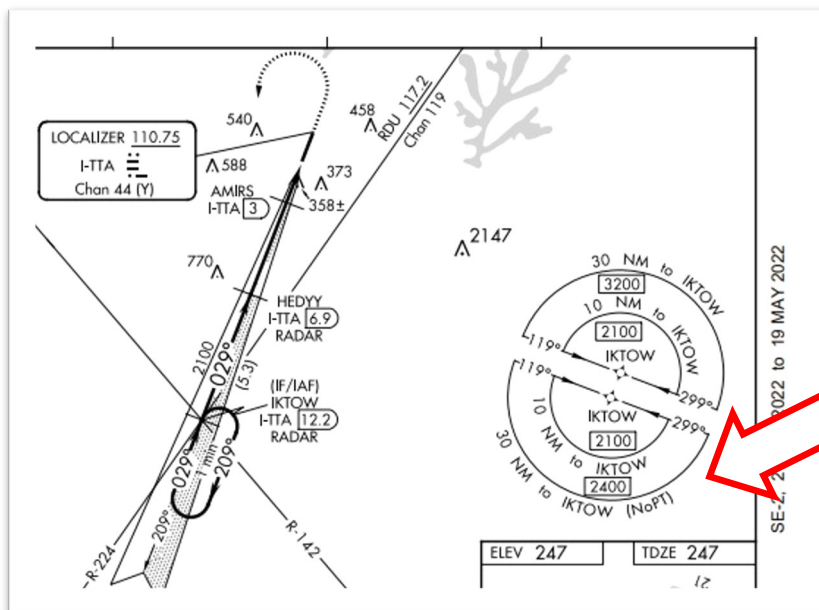 540
458
RDU 117.2
Chan 119
LOCALIZER 110.75
I-TTA
Chan 44 (Y)
588
373
AMIRS
I-TTA 3
358±
2147
770
HEDYY
I-TTA 6.9
RADAR
2100
029°
(5.3)
(IF/IAF)
IKTOW
I-TTA 12.2
RADAR
029°
1 min
209°
209°
R-224
R-142
30 NM to IKTOW
3200
10 NM to IKTOW
2100
119°
IKTOW
299°
119°
IKTOW
299°
2100
10 NM to IKTOW
2400
30 NM to IKTOW (NoPT)
ELEV 247
TDZE 247
21
SE-2, 2
2022 to 19 MAY 2022